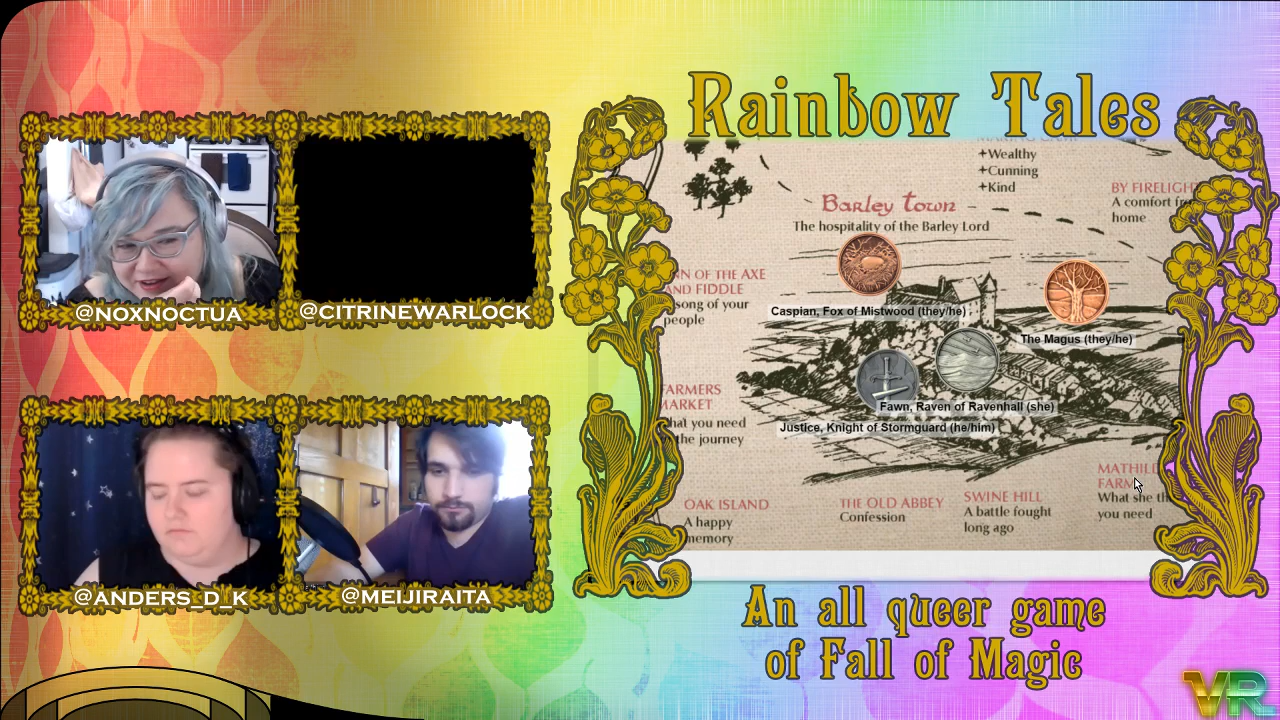 Rainbow Tales
Wealthy
Cunning
Kind
BY FIRELIGH
A comfort fr
home
Barley Town
The hospitality of the Barley Lord
N OF THE AXE
AND FIDDLE
song of your
people
Caspian, Fox of Mistwood (they/he)
The Magus (they/he)
@NOXNOCTUA
@CITRINEWARLOCK
FARMERS
MARKET
hat you need
the journey
Fawn, Raven of Ravenhall (she)
Justice, Knight of Stormguard (he/him)
MATHILD
FARM
What she th
you need
OAK ISLAND
A happy
memory
THE OLD ABBEY
Confession
SWINE HILL
A battle fought
long ago
@ANDERS_D_K
@MEIJIRAITA
An all queer game
of Fall of Magic
VR